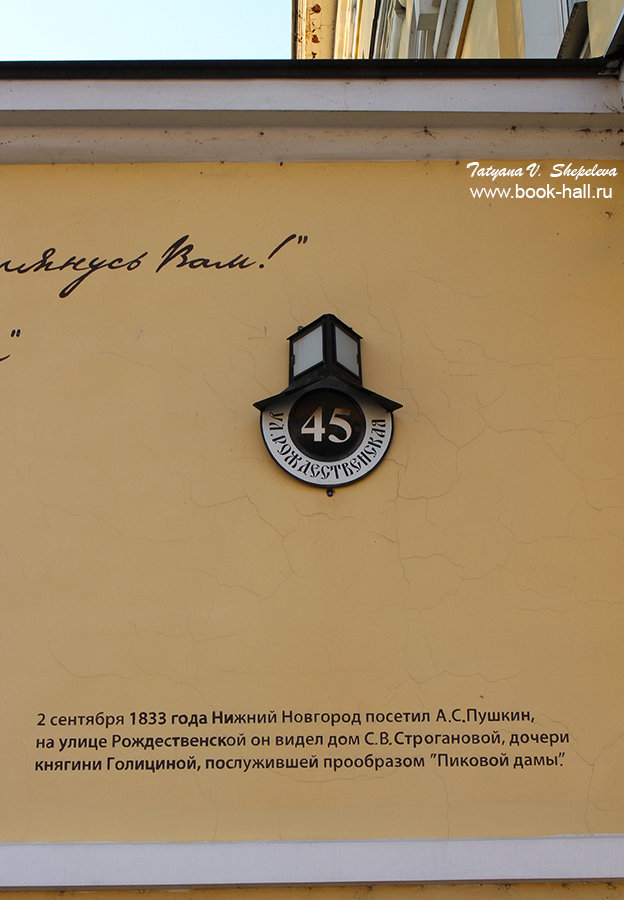 Tatyana V. Shepeleva
www.book-hall.ru
Вам!"
45
УЛ. РОЖДЕСТВЕНСКАЯ
2 сентября 1833 года Нижний Новгород посетил А.С.Пушкин,
на улице Рождественской он видел дом С.В.Строгановой, дочери
княгини Голициной, послужившей прообразом "Пиковой дамы".